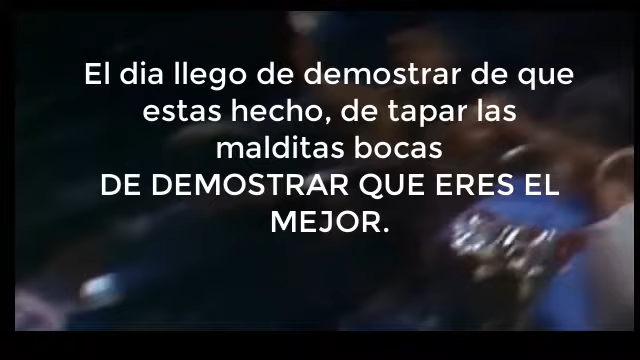 El dia llego de demostrar de que
estas hecho, de tapar las
malditas bocas
DE DEMOSTRAR QUE ERES EL
MEJOR.